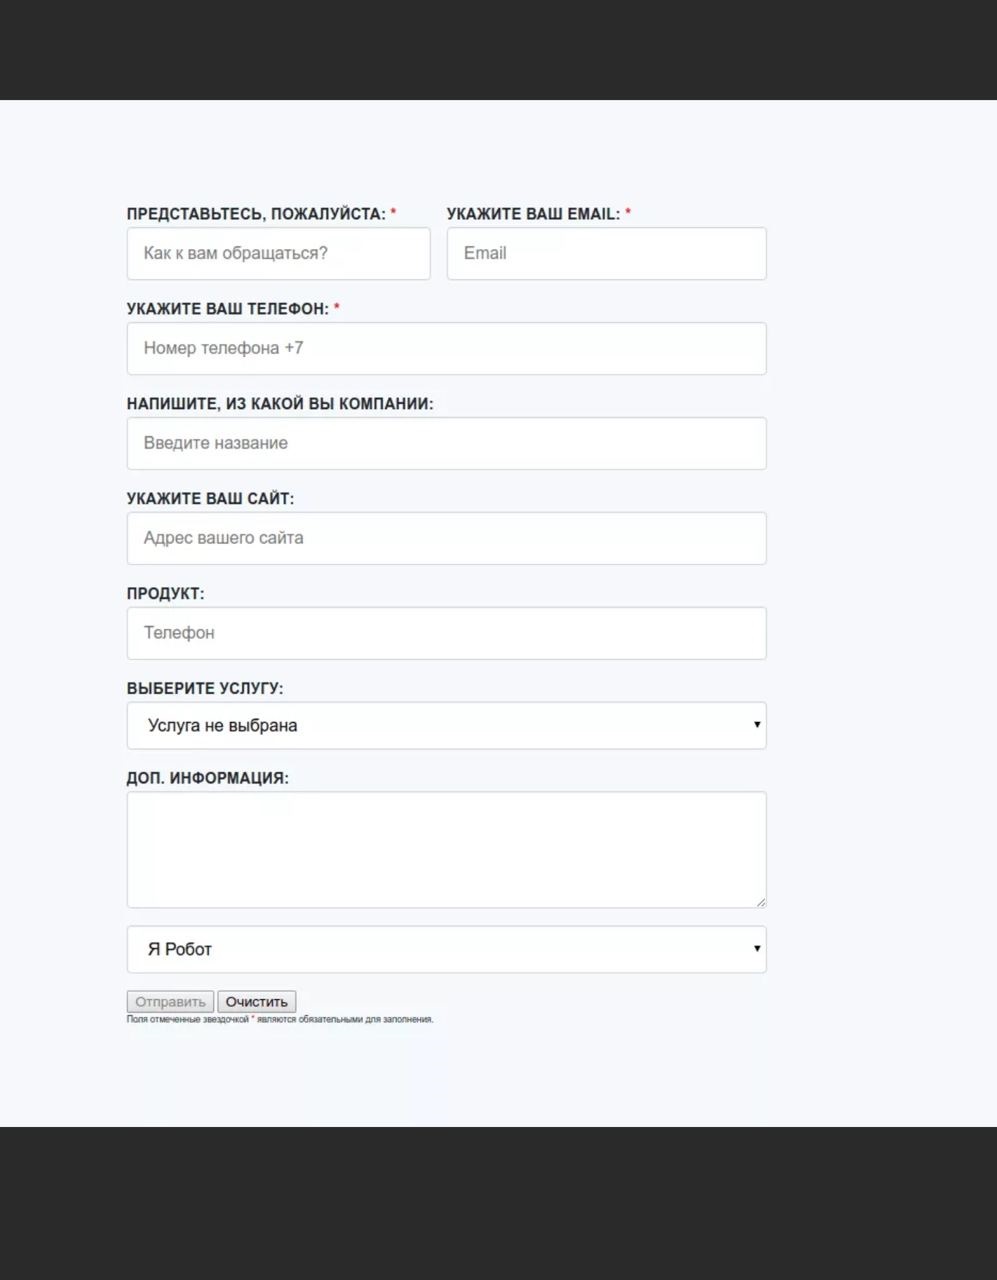 ПРЕДСТАВЬТЕСЬ, ПОЖАЛУЙСТА: * УКАЖИТЕ ВАШ EMAIL: *
Как к вам обращаться? Email
УКАЖИТЕ ВАШ ТЕЛЕФОН: *
Номер телефона +7
НАПИШИТЕ, ИЗ КАКОЙ ВЫ КОМПАНИИ:
Введите название
УКАЖИТЕ ВАШ САЙТ:
Адрес вашего сайта
ПРОДУКТ:
Телефон
ВЫБЕРИТЕ УСЛУГУ:
Услуга не выбрана
ДОП. ИНФОРМАЦИЯ:
Я Робот
Отправить Очистить
Поля отмеченные звездочкой * являются обязательными для заполнения.